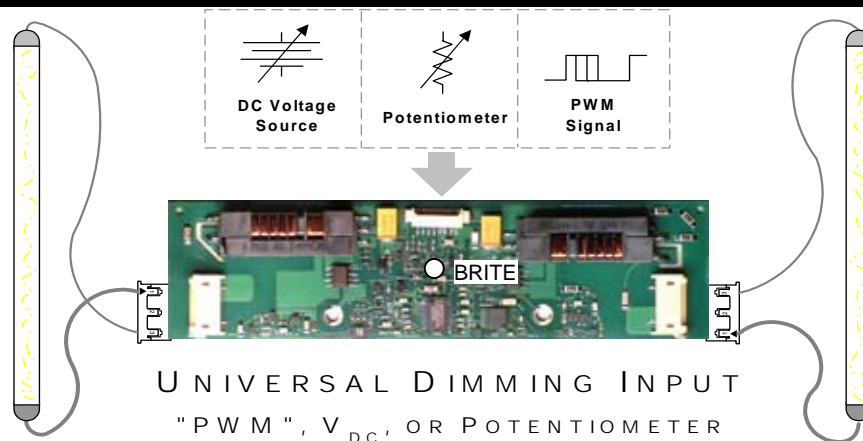 DC Voltage Source
Potentiometer
PWM Signal
BRITE
UNIVERSAL DIMMING INPUT
"PWM", VDC, OR POTENTIOMETER